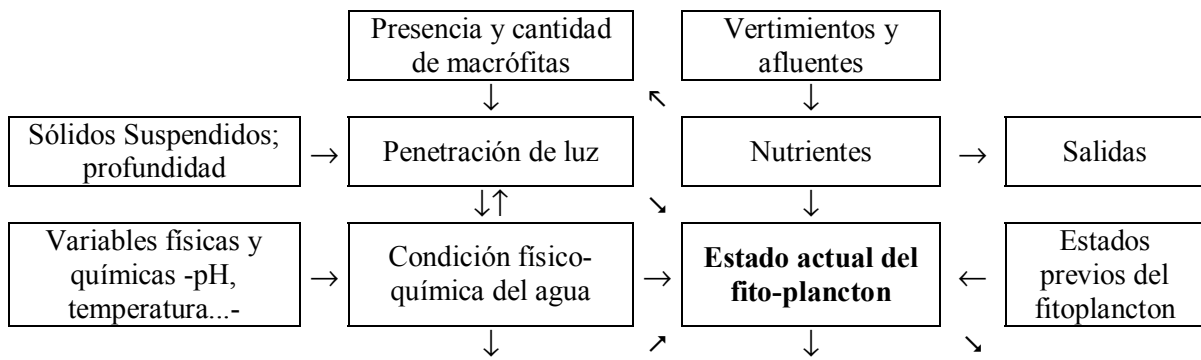 Presencia y cantidad
de macrófitas
Vertimientos y
afluentes
↓
↖
↓
Sólidos Suspendidos;
profundidad
→
Penetración de luz
Nutrientes
→
Salidas
↓↑
↘
↓
Variables físicas y
químicas -pH,
temperatura...-
→
Condición físico-
química del agua
→
Estado actual del
fito-plancton
←
Estados
previos del
fitoplancton
↓
↗
↓
↘